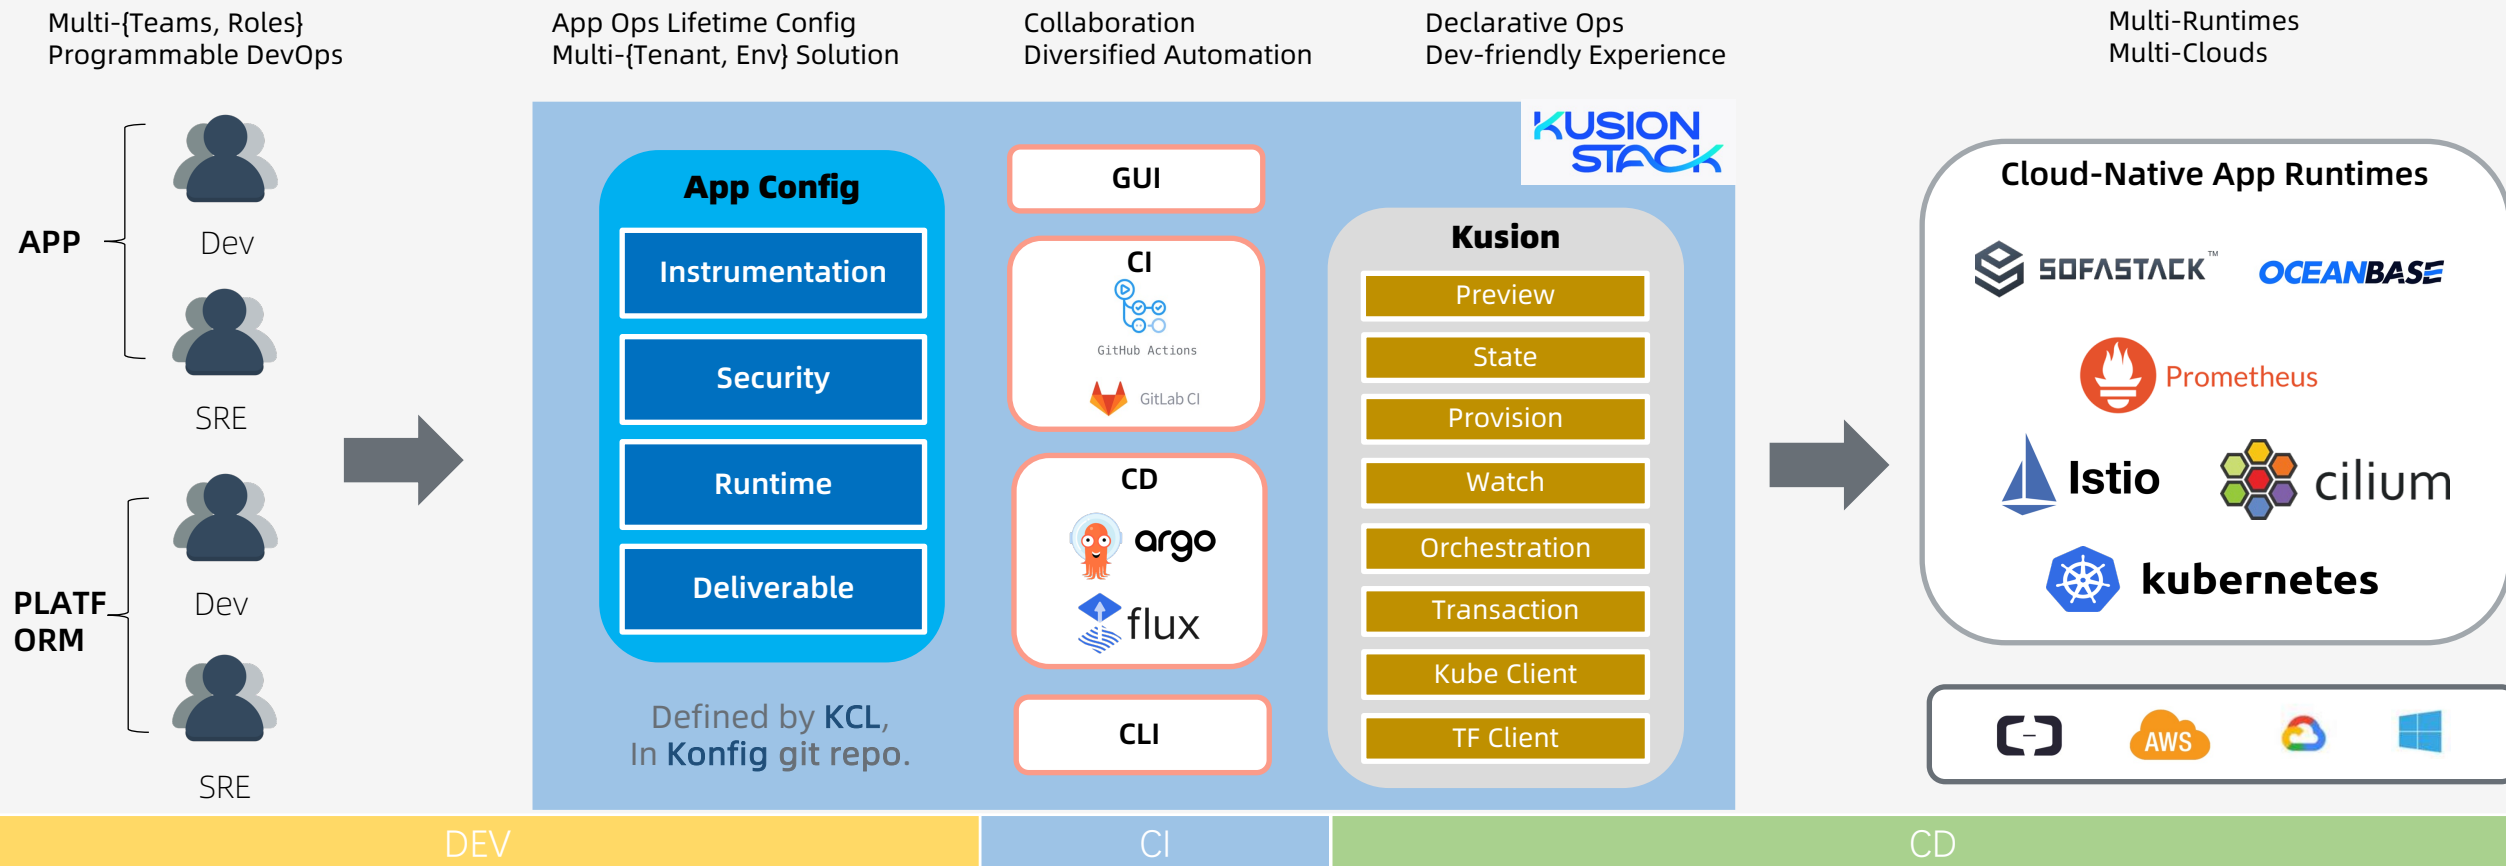 Multi-{Teams, Roles}
Programmable DevOps
App Ops Lifetime Config
Multi-{Tenant, Env} Solution
Collaboration
Diversified Automation
Declarative Ops
Dev-friendly Experience
Multi-Runtimes
Multi-Clouds
APP
Dev
SRE
PLATF
ORM
Dev
SRE
App Config
Instrumentation
Security
Runtime
Deliverable
Defined by KCL,
In Konfig git repo.
GUI
CI
GitHub Actions
GitLab CI
CD
argo
flux
CLI
KUSION
STACK
Kusion
Preview
State
Provision
Watch
Orchestration
Transaction
Kube Client
TF Client
Cloud-Native App Runtimes
SOFASTACK™
OCEANBASE
Prometheus
Istio
cilium
kubernetes
AWS
DEV
CI
CD